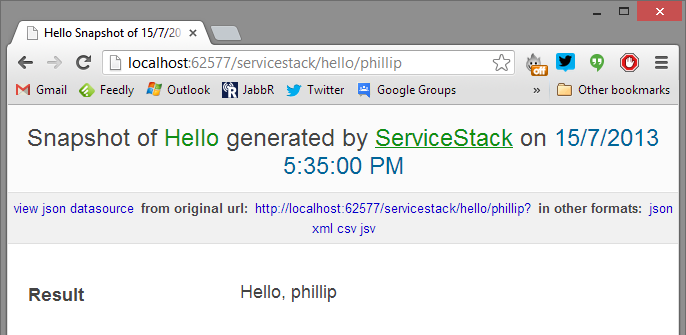 Hello Snapshot of 15/7/20
localhost:62577/servicestack/hello/phillip
off
Gmail Feedly Outlook JabbR Twitter Google Groups » Other bookmarks
Snapshot of Hello generated by ServiceStack on 15/7/2013
5:35:00 PM
view json datasource from original url: http://localhost:62577/servicestack/hello/phillip? in other formats: json
xml csv jsv
Result Hello, phillip